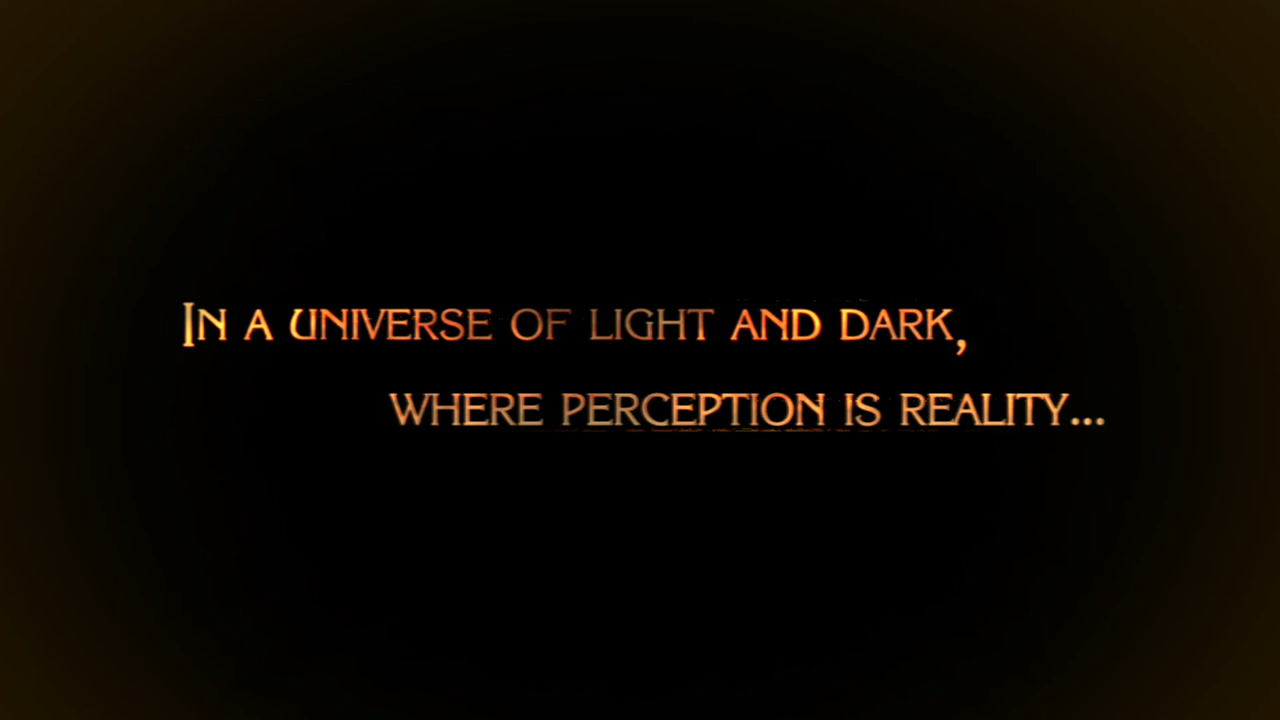 In a universe of light and dark,
where perception is reality...